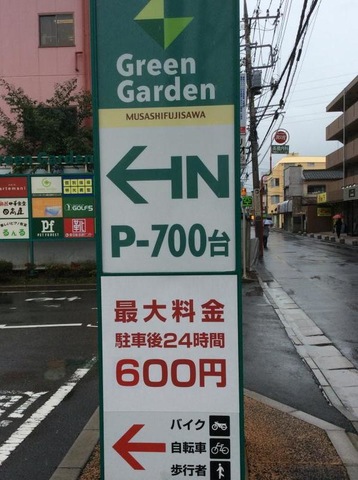 Green
Garden
MUSASHIFUJISAWA
IN
P-700台
最大料金
駐車後24時間
600円
バイク
自転車
歩行者